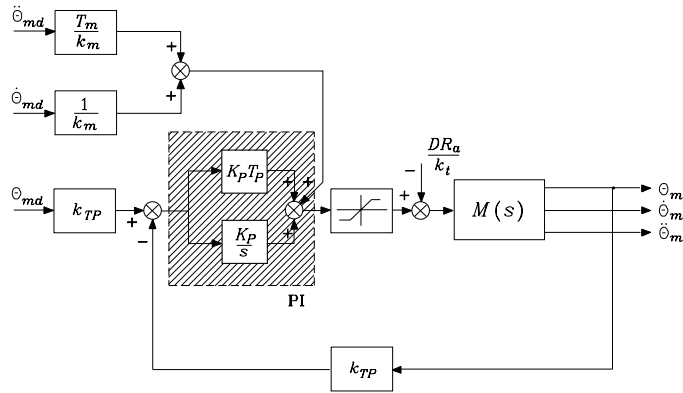 Θ̈md
Tm
km
+
+
Θ̇md
1
km
DRa
kt
−
KPTP
+
+
+
Θmd
kTP
+
−
KP
s
+
M(s)
Θm
Θ̇m
Θ̈m
PI
kTP